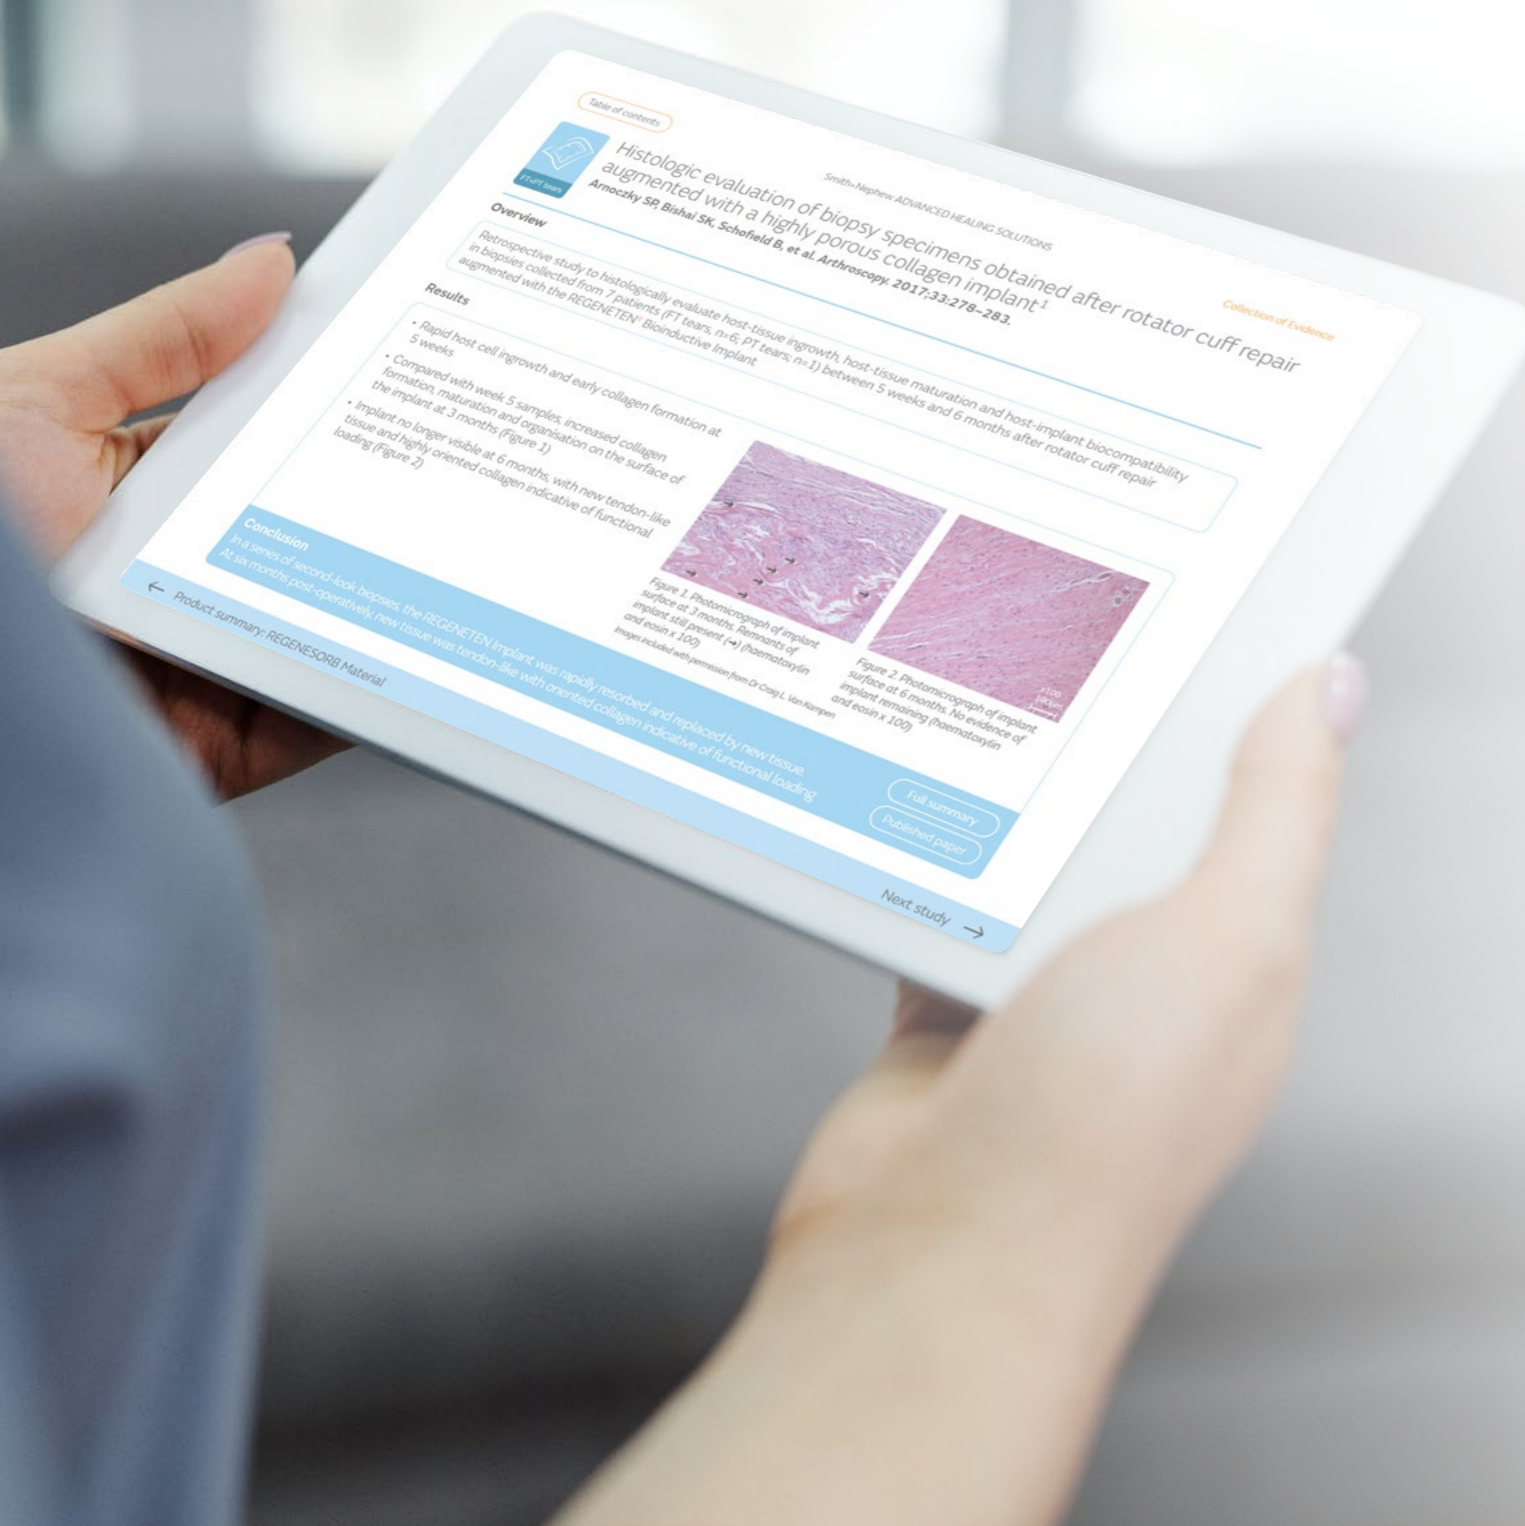 Table of contents
Smith+Nephew ADVANCED HEALING SOLUTIONS
Collection of Evidence
FT+PT tears
Histologic evaluation of biopsy specimens obtained after rotator cuff repair
augmented with a highly porous collagen implant¹
Arnoczky SP, Bishai SK, Schofield B, et al. Arthroscopy. 2017;33:278–283.
Overview
Retrospective study to histologically evaluate host-tissue ingrowth, host-tissue maturation and host-implant biocompatibility
in biopsies collected from 7 patients (FT tears, n=6; PT tears; n=1) between 5 weeks and 6 months after rotator cuff repair
augmented with the REGENETEN® Bioinductive Implant
Results
• Rapid host cell ingrowth and early collagen formation at
5 weeks
• Compared with week 5 samples, increased collagen
formation, maturation and organisation on the surface of
the implant at 3 months (Figure 1)
• Implant no longer visible at 6 months, with new tendon-like
tissue and highly oriented collagen indicative of functional
loading (Figure 2)
Figure 1. Photomicrograph of implant
surface at 3 months. Remnants of
implant still present (→) (haematoxylin
and eosin x 100)
Images included with permission from Dr Craig L. Van Kampen
x100
100µm
Figure 2. Photomicrograph of implant
surface at 6 months. No evidence of
implant remaining (haematoxylin
and eosin x 100)
Conclusion
In a series of second-look biopsies, the REGENETEN Implant was rapidly resorbed and replaced by new tissue.
At six months post-operatively, new tissue was tendon-like with oriented collagen indicative of functional loading
Full summary
Published paper
← Product summary: REGENESORB Material
Next study →